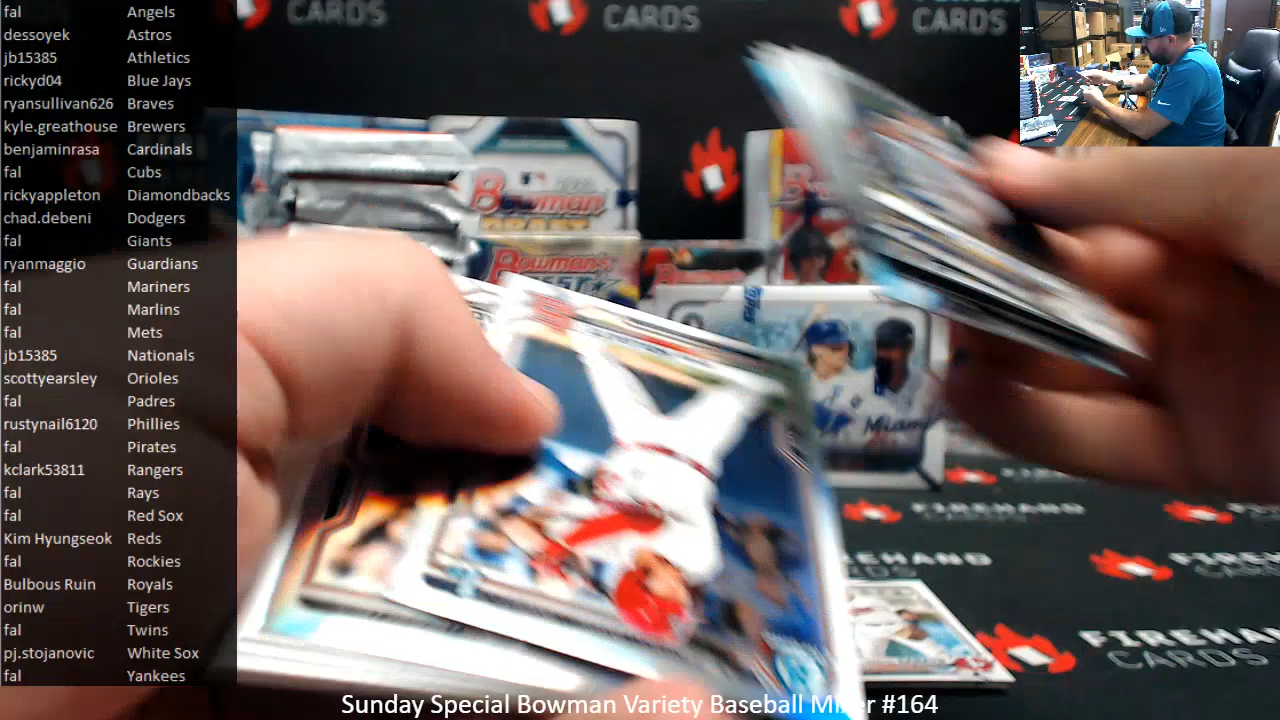 fal Angels
dessoyek Astros
jb15385 Athletics
rickyd04 Blue Jays
ryansullivan626 Braves
kyle.greathouse Brewers
benjaminrasa Cardinals
fal Cubs
rickyappleton Diamondbacks
chad.debeni Dodgers
fal Giants
ryanmaggio Guardians
fal Mariners
fal Marlins
fal Mets
jb15385 Nationals
scottyearsley Orioles
fal Padres
rustynail6120 Phillies
fal Pirates
kclark53811 Rangers
fal Rays
fal Red Sox
Kim Hyungseok Reds
fal Rockies
Bulbous Ruin Royals
orinw Tigers
fal Twins
pj.stojanovic White Sox
fal Yankees
CARDS
CARDS
CARDS
Bowman
DRAFT
Bowman's
Bowman
topps
Miami
FIREHAND
CARDS
Sunday Special Bowman Variety Baseball Mixer #164